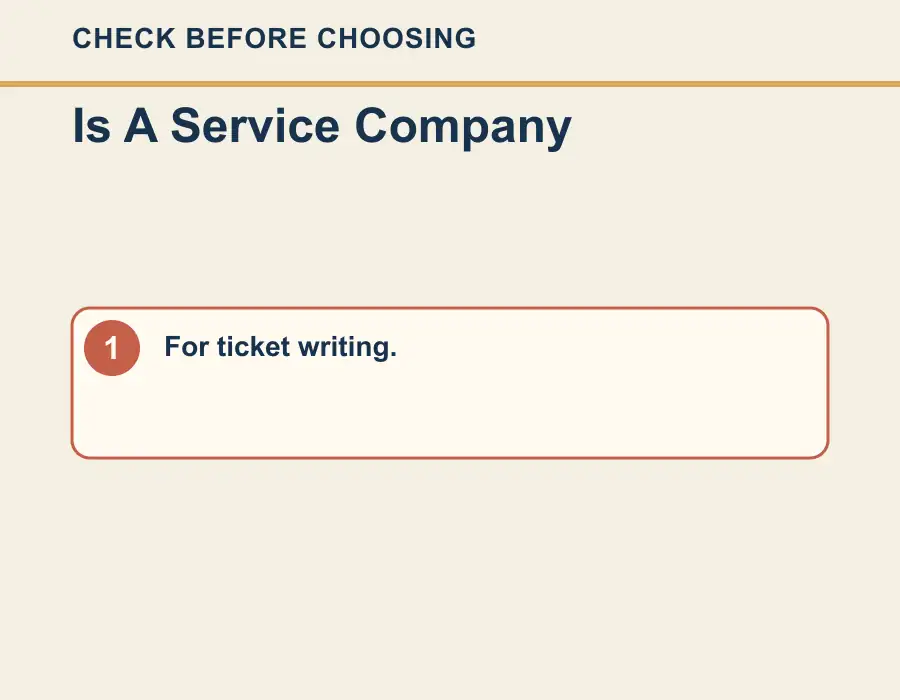 CHECK BEFORE CHOOSING
Is A Service Company
1 For ticket writing.